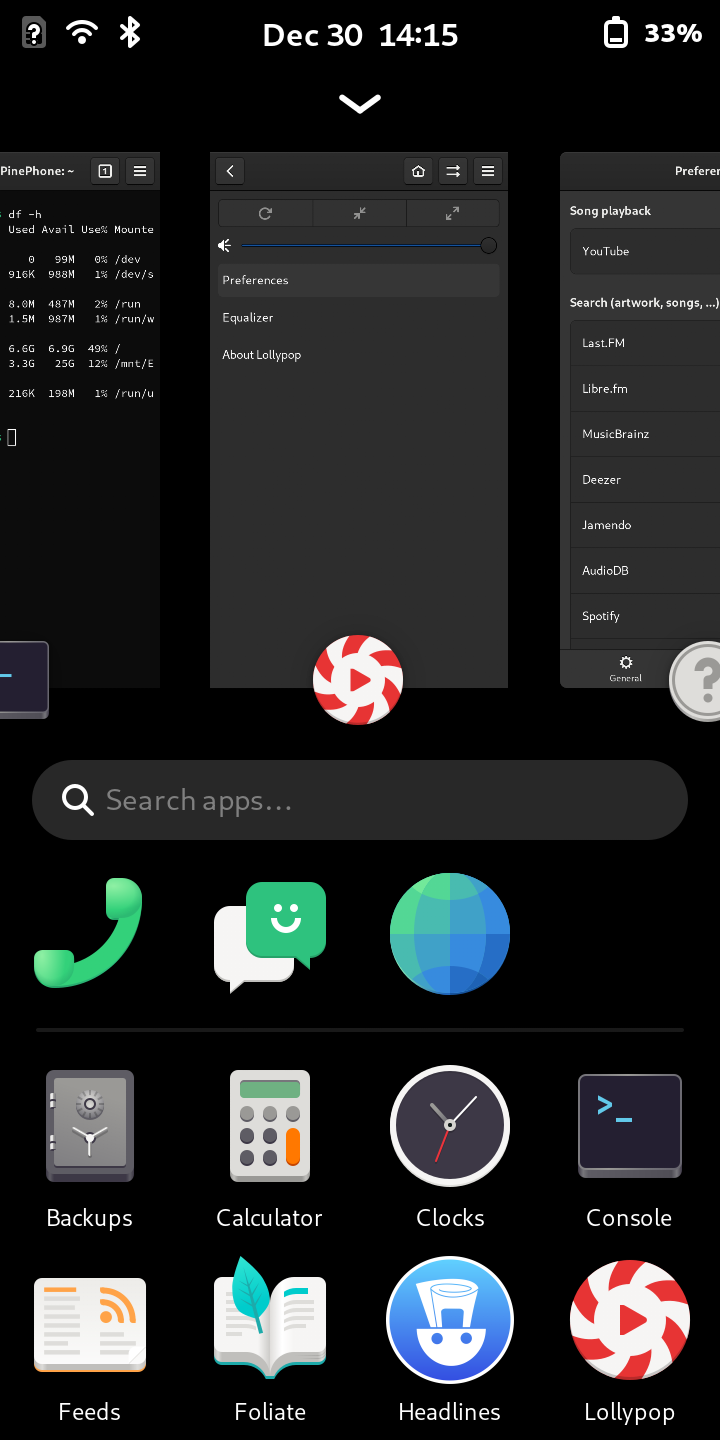 Dec 30 14:15
33%
PinePhone: ~
1
df -h
Used Avail Use% Mounte
0 99M 0% /dev
916K 988M 1% /dev/s
8.0M 487M 2% /run
1.5M 987M 1% /run/w
6.6G 6.9G 49% /
3.3G 25G 12% /mnt/E
216K 198M 1% /run/u
Preferences
Equalizer
About Lollypop
Prefere
Song playback
YouTube
Search (artwork, songs, ...)
Last.FM
Libre.fm
MusicBrainz
Deezer
Jamendo
AudioDB
Spotify
General
Search apps...
>_
Backups
Calculator
Clocks
Console
Feeds
Foliate
Headlines
Lollypop